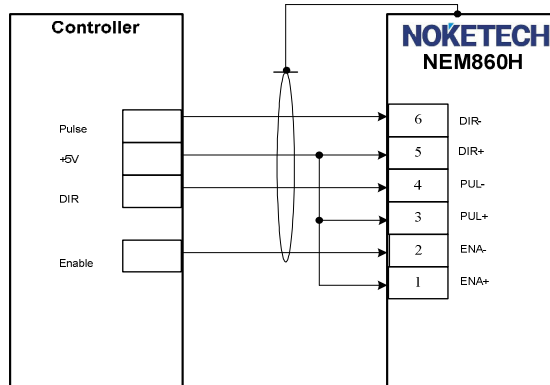 Controller
NOKETECH
NEM860H
Pulse
+5V
DIR
Enable
6 DIR-
5 DIR+
4 PUL-
3 PUL+
2 ENA-
1 ENA+